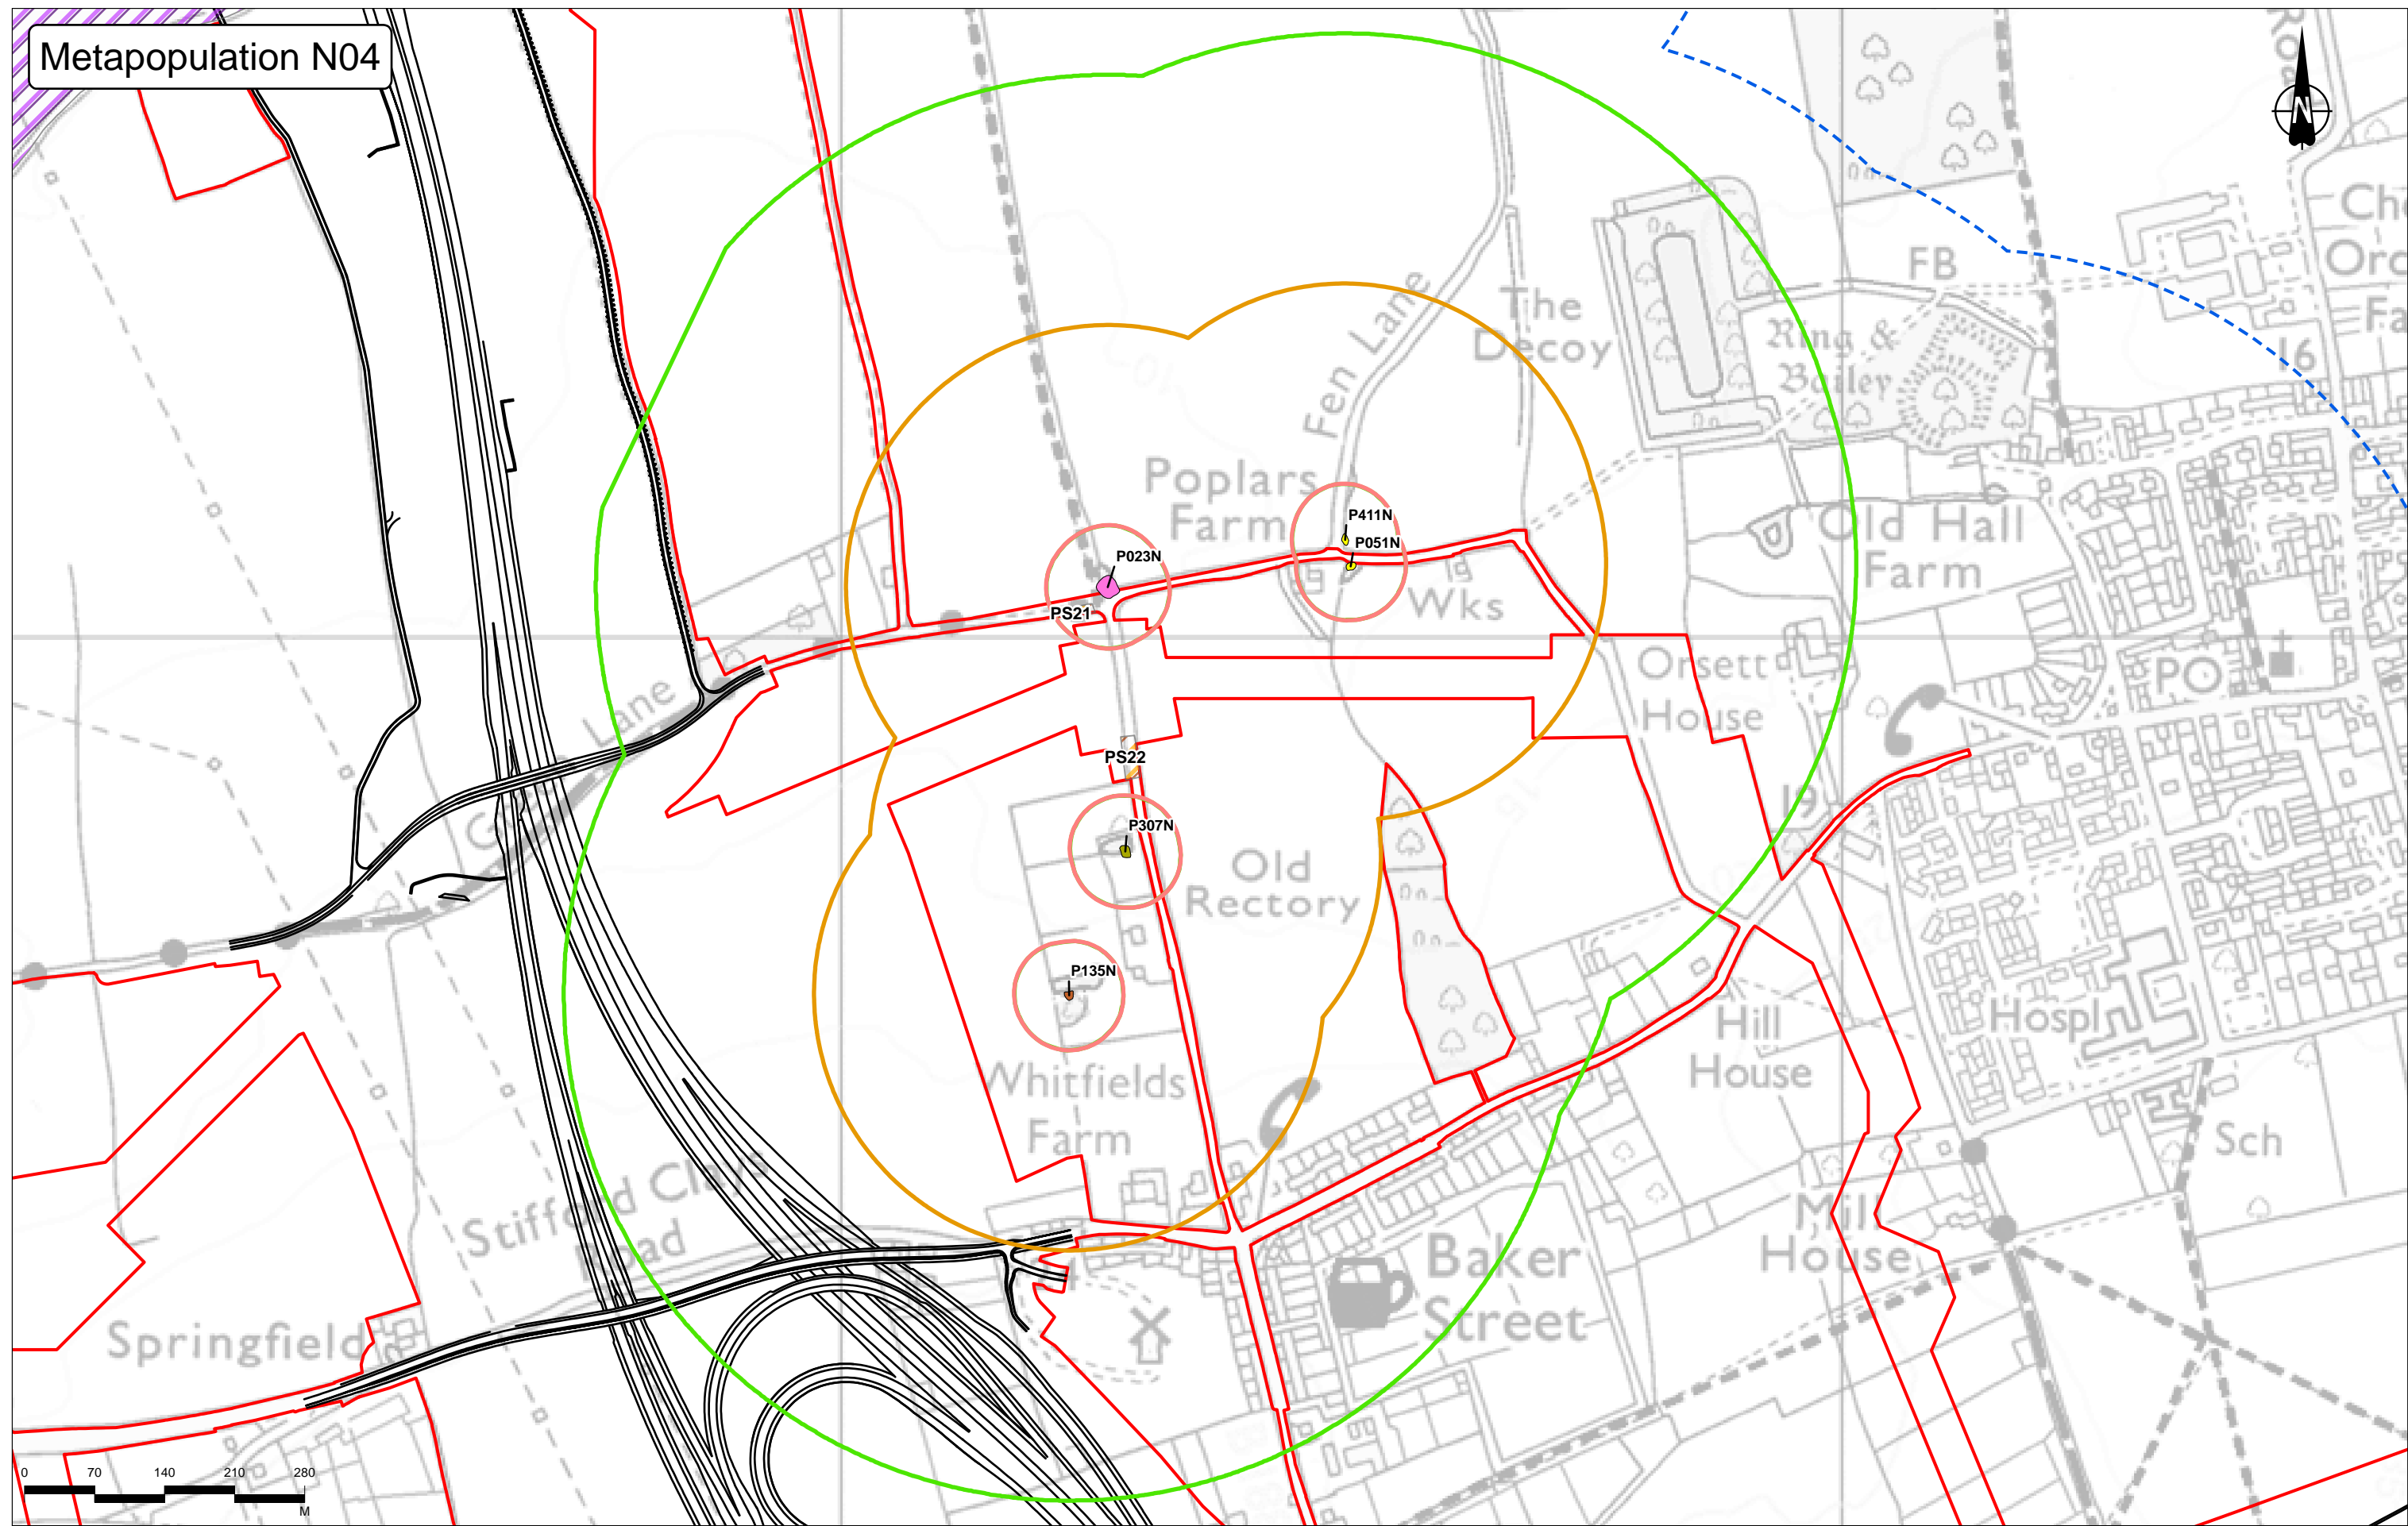 Metapopulation N04
N
FB
The
Decoy
Ring &
Bailey
16
Fen Lane
Poplars
Farm
P411N
P051N
P023N
PS21
Wks
Old Hall
Farm
Orsett
House
PO
Lane
PS22
19
P307N
Old
Rectory
P135N
Hospl
Hill
House
Whitfields
Farm
Sch
Stifford Clays
Road
Mill
House
Baker
Street
Springfield
0 70 140 210 280
M